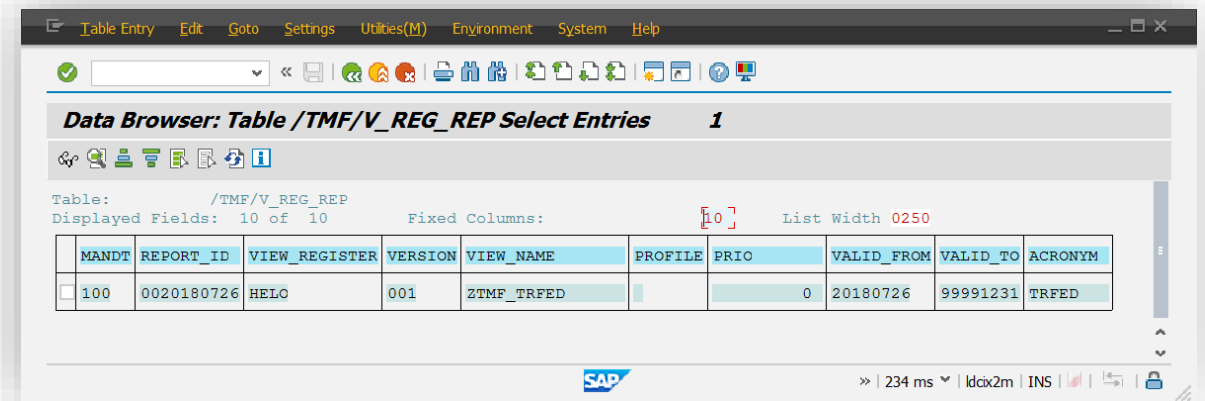 Table Entry Edit Goto Settings Utilities(M) Environment System Help
Data Browser: Table /TMF/V_REG_REP Select Entries 1
Table: /TMF/V_REG_REP
Displayed Fields: 10 of 10 Fixed Columns: 10 List Width 0250
MANDT REPORT_ID VIEW_REGISTER VERSION VIEW_NAME PROFILE PRIO VALID_FROM VALID_TO ACRONYM
100 0020180726 HELO 001 ZTMF_TRFED 0 20180726 99991231 TRFED
SAP
» 234 ms ldcix2m INS